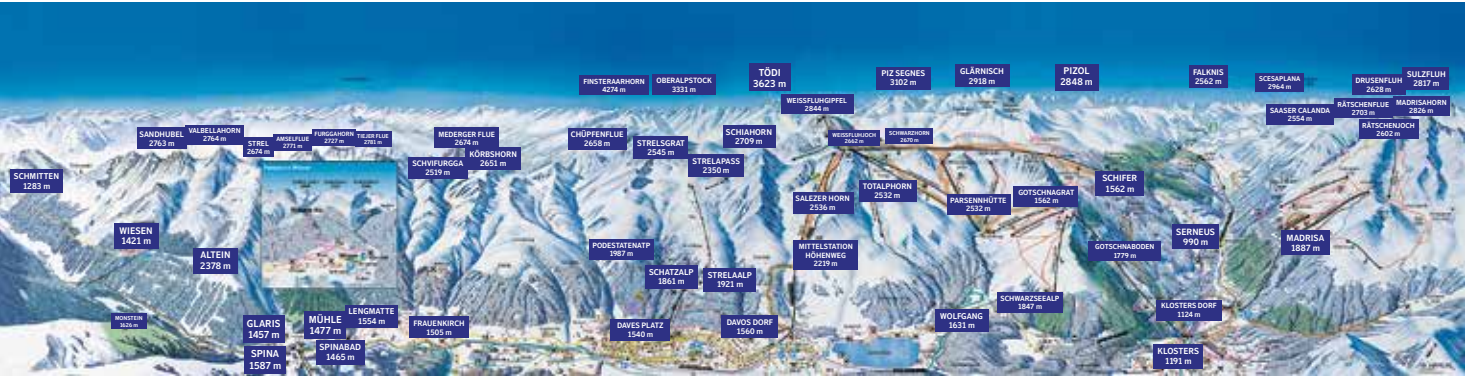 TÖDI
3623 m
FINSTERAARHORN
4274 m
OBERALPSTOCK
3331 m
PIZ SEGNES
3102 m
GLÄRNISCH
2918 m
PIZOL
2848 m
FALKNIS
2562 m
SCESAPLANA
2964 m
DRUSENFLUH
2628 m
SULZFLUH
2817 m
WEISSFLUHGIPFEL
2844 m
SAASER CALANDA
2554 m
RÄTSCHENFLUE
2703 m
MADRISAHORN
2826 m
RÄTSCHENJOCH
2602 m
SANDHUBEL
2763 m
VALBELLAHORN
2764 m
STREL
2674 m
AMSELFLUE
2771 m
FURGGAHORN
2727 m
TIEJER FLUE
2781 m
MEDERGER FLUE
2674 m
SCHVIFURGGA
2519 m
KÖRBSHORN
2651 m
CHÜPFENFLUE
2658 m
STRELSGRAT
2545 m
SCHIAHORN
2709 m
STRELAPASS
2350 m
WEISSFLUHJOCH
2662 m
SCHWARZHORN
2670 m
SCHMITTEN
1283 m
SALEZER HORN
2536 m
TOTALPHORN
2532 m
PARSENNHÜTTE
2532 m
GOTSCHNAGRAT
1562 m
SCHIFER
1562 m
WIESEN
1421 m
ALTEIN
2378 m
PODESTATENATP
1987 m
SCHATZALP
1861 m
STRELAALP
1921 m
MITTELSTATION
HÖHENWEG
2219 m
GOTSCHNABODEN
1779 m
SERNEUS
990 m
MADRISA
1887 m
MONSTEIN
1626 m
GLARIS
1457 m
SPINA
1587 m
MÜHLE
1477 m
SPINABAD
1465 m
LENGMATTE
1554 m
FRAUENKIRCH
1505 m
DAVES PLATZ
1540 m
DAVOS DORF
1560 m
WOLFGANG
1631 m
SCHWARZSEEALP
1847 m
KLOSTERS DORF
1124 m
KLOSTERS
1191 m